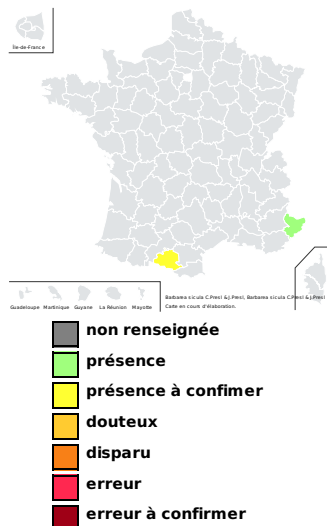 Île-de-France
Guadeloupe Martinique Guyane La Réunion Mayotte
Barbarea sicula C.Presl & J.Presl, Barbarea sicula C.Presl & J.Presl
Carte en cours d'élaboration.
non renseignée
présence
présence à confimer
douteux
disparu
erreur
erreur à confirmer